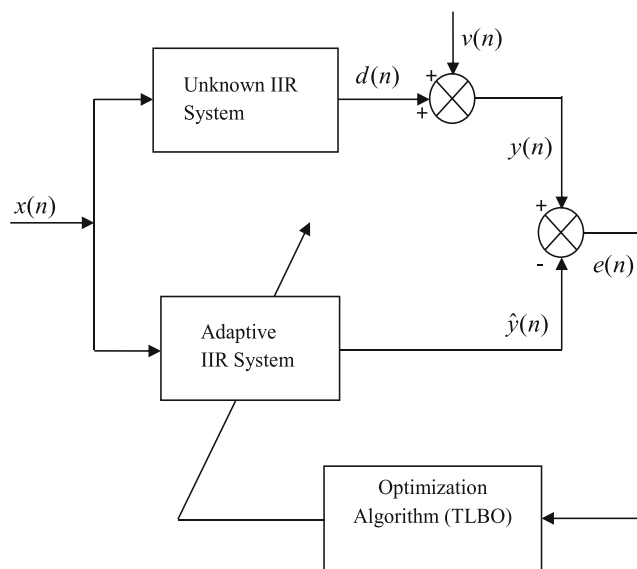 v(n)
Unknown IIR
System
d(n)
+
+
y(n)
x(n)
+
-
e(n)
Adaptive
IIR System
ŷ(n)
Optimization
Algorithm (TLBO)